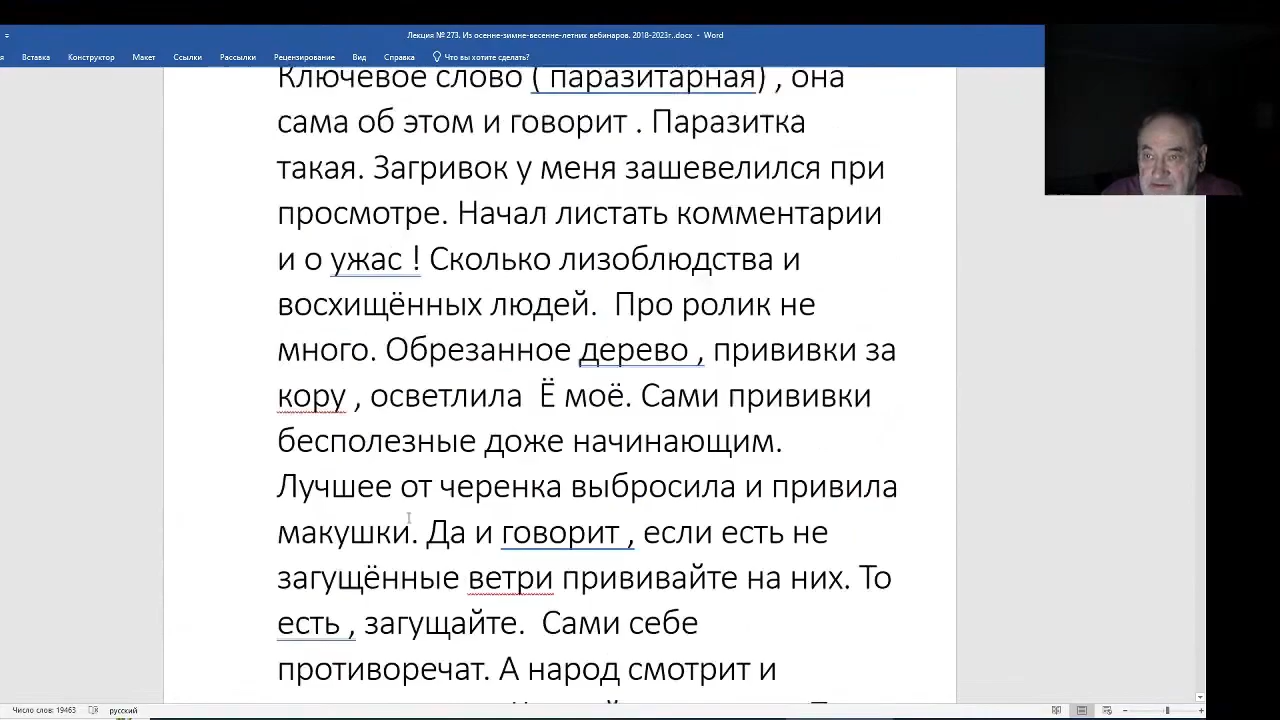 Лекция № 273. Из осенне-зимне-весенне-летних вебинаров. 2018-2023г..docx - Word
Вставка Конструктор Макет Ссылки Рассылки Рецензирование Вид Справка Что вы хотите сделать?
Ключевое слово ( паразитарная) , она
сама об этом и говорит . Паразитка
такая. Загривок у меня зашевелился при
просмотре. Начал листать комментарии
и о ужас ! Сколько лизоблюдства и
восхищённых людей. Про ролик не
много. Обрезанное дерево , прививки за
кору , осветлила Ё моё. Сами прививки
бесполезные доже начинающим.
Лучшее от черенка выбросила и привила
макушки. Да и говорит , если есть не
загущённые ветри прививайте на них. То
есть , загущайте. Сами себе
противоречат. А народ смотрит и
Число слов: 19463 русский